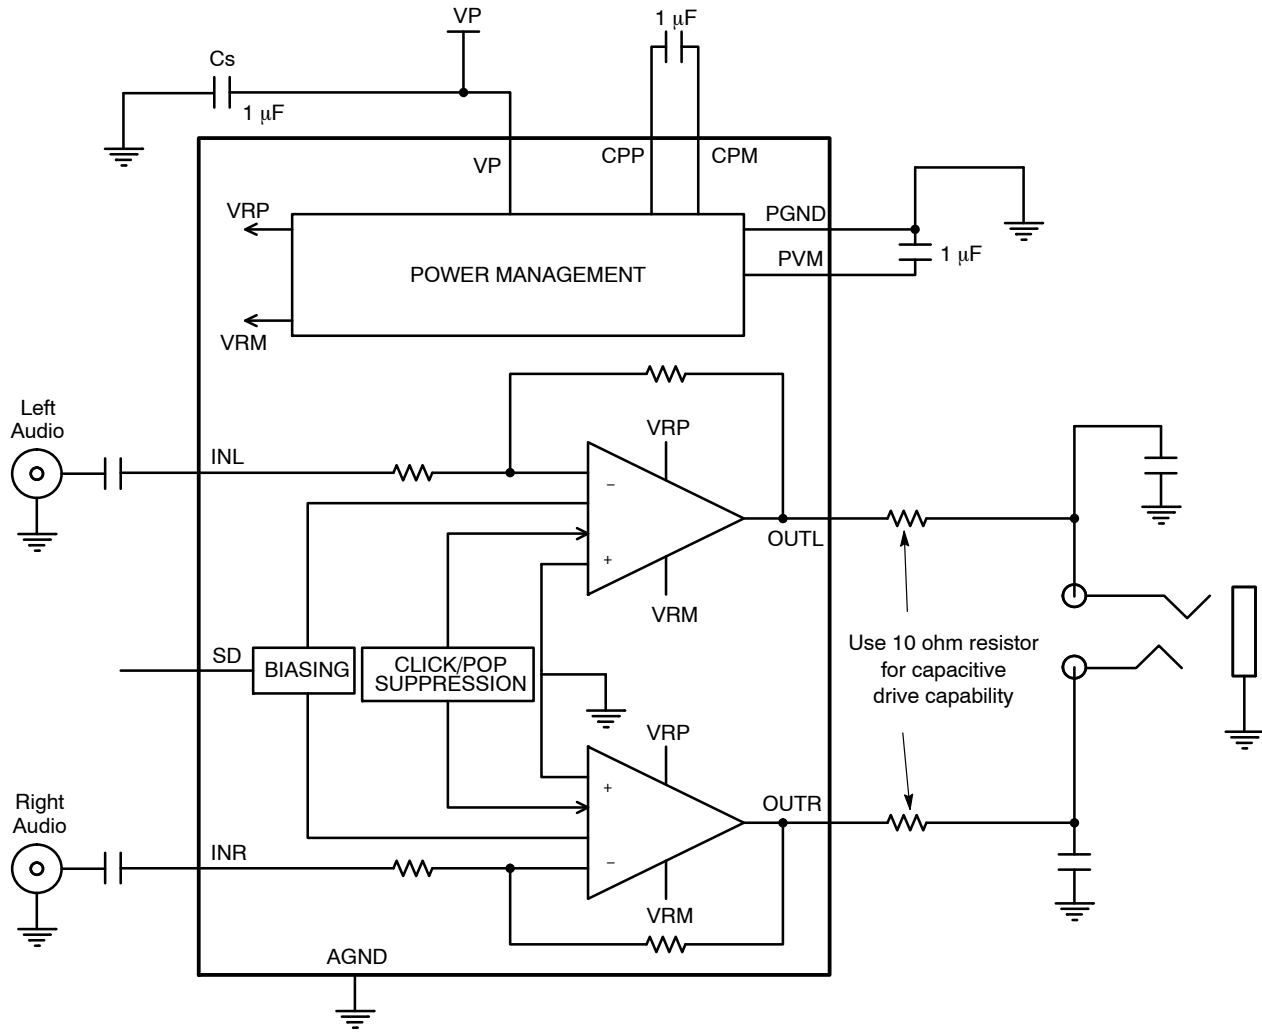 VP
1 μF
Cs
1 μF
VP
CPP
CPM
VRP
PGND
POWER MANAGEMENT
PVM
1 μF
VRM
Left
Audio
INL
VRP
−
+
OUTL
VRM
SD
BIASING
CLICK/POP
SUPPRESSION
Use 10 ohm resistor
for capacitive
drive capability
VRP
+
OUTR
Right
Audio
INR
−
VRM
AGND